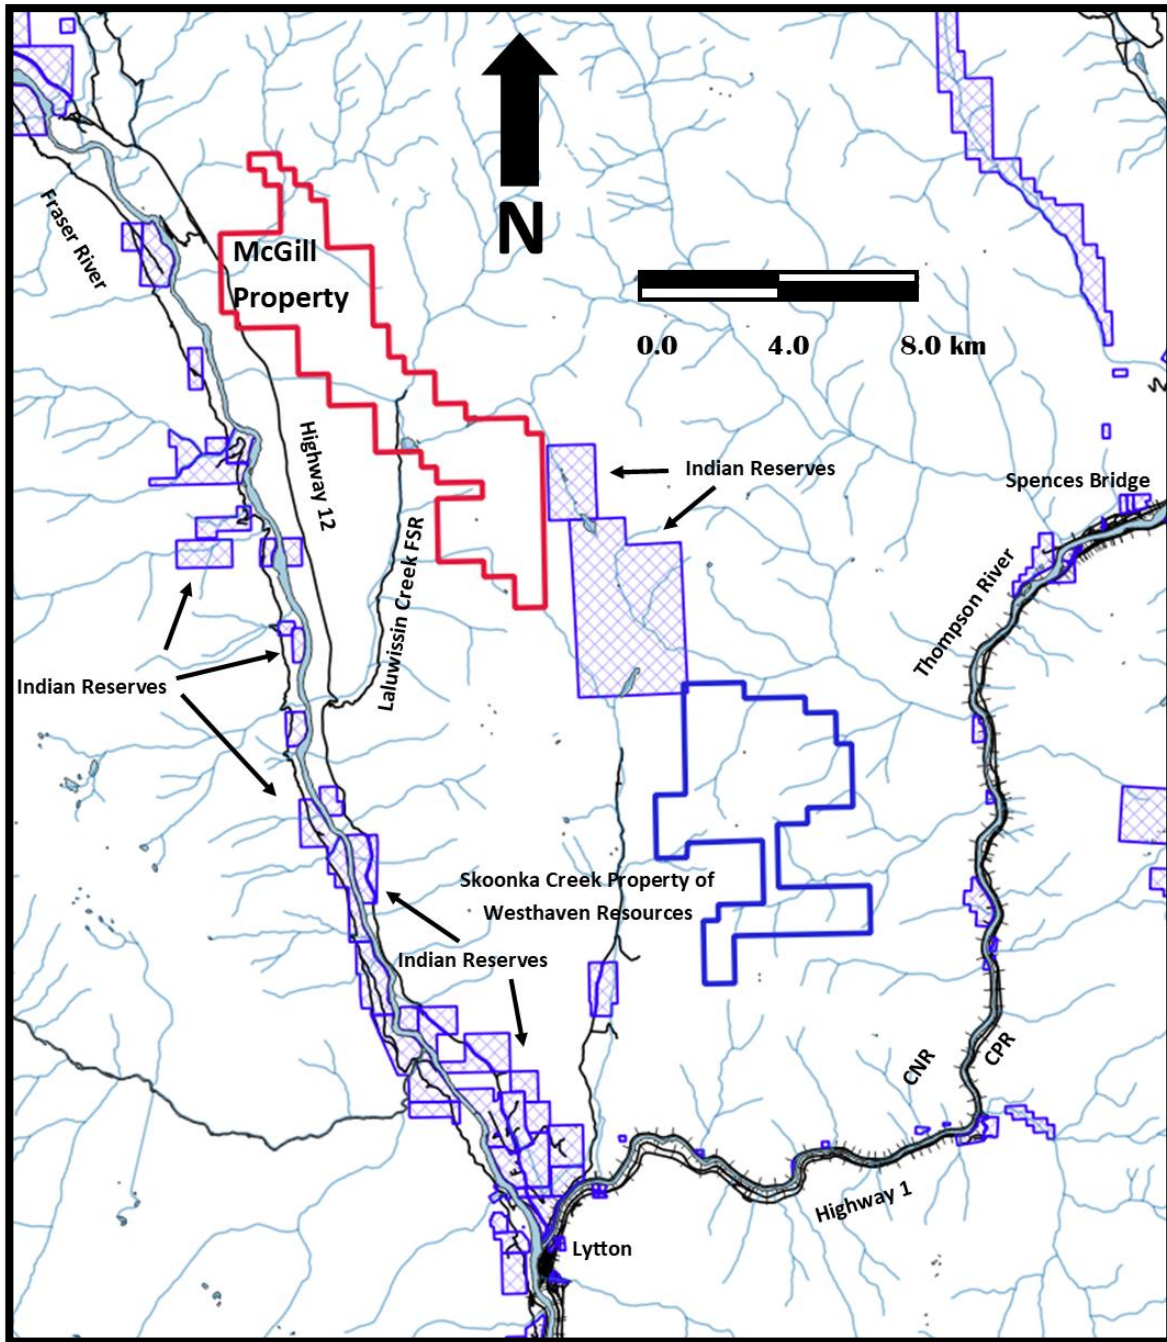 N
Fraser River
McGill
Property
0.0 4.0 8.0 km
Highway 12
Indian Reserves
Spences Bridge
Laluwissin Creek FSR
Thompson River
Indian Reserves
Skoonka Creek Property of
Westhaven Resources
Indian Reserves
CNR
CPR
Highway 1
Lytton